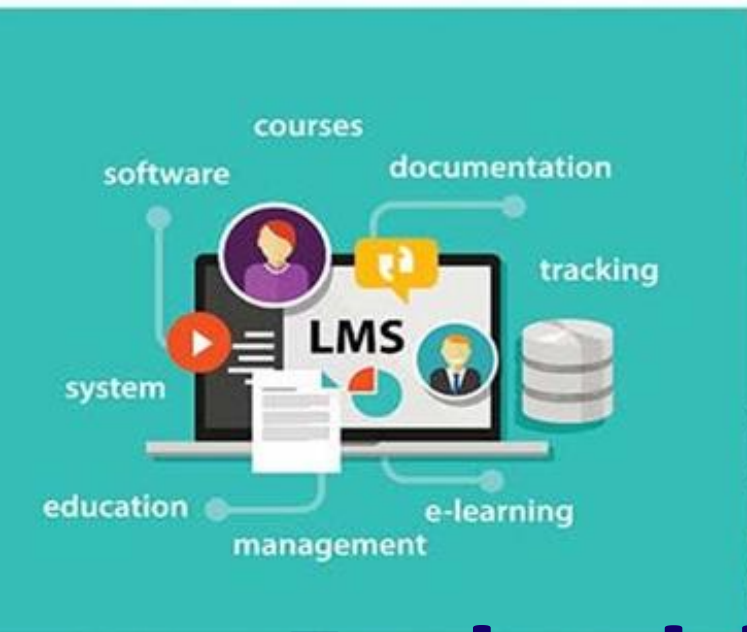 courses
software
documentation
tracking
LMS
system
education
e-learning
management